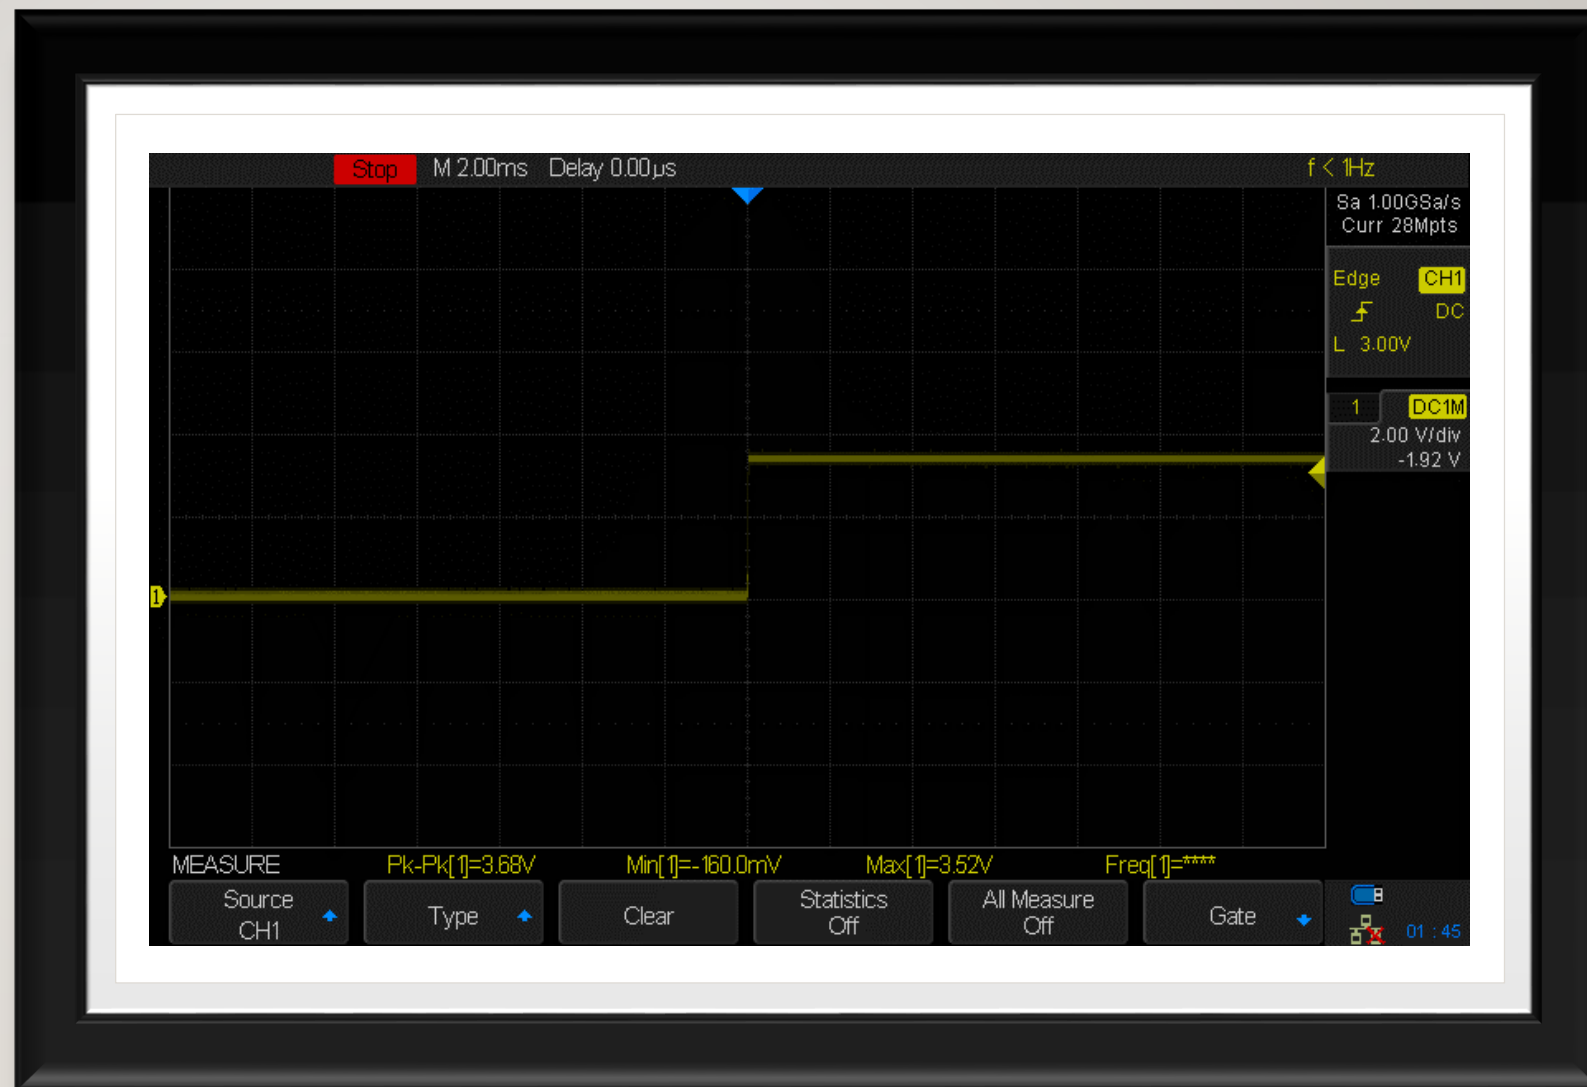 Stop M 2.00ms Delay 0.00µs f < 1Hz
Sa 1.00GSa/s
Curr 28Mpts
Edge CH1
DC
L 3.00V
1 DC1M
2.00 V/div
-1.92 V
1
MEASURE Pk-Pk[1]=3.68V Min[1]=-160.0mV Max[1]=3.52V Freq[1]=****
Source
CH1
Type
Clear
Statistics
Off
All Measure
Off
Gate
01 : 45